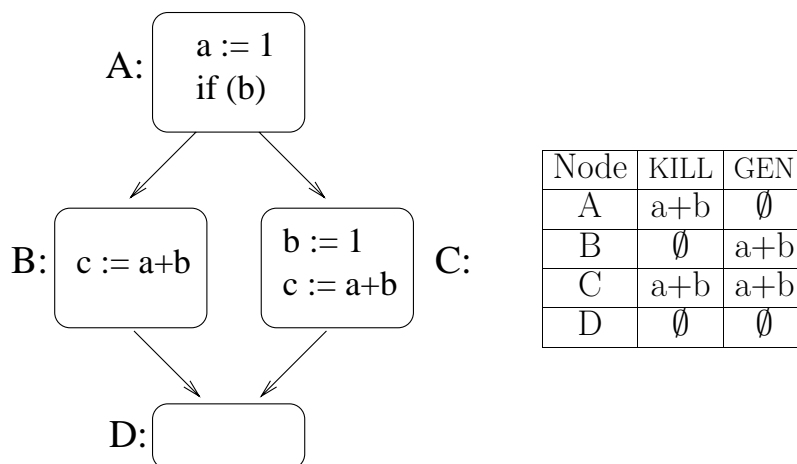 A:
a := 1
if (b)
B:
c := a+b
b := 1
c := a+b
C:
D:
Node KILL GEN
A a+b ∅
B ∅ a+b
C a+b a+b
D ∅ ∅